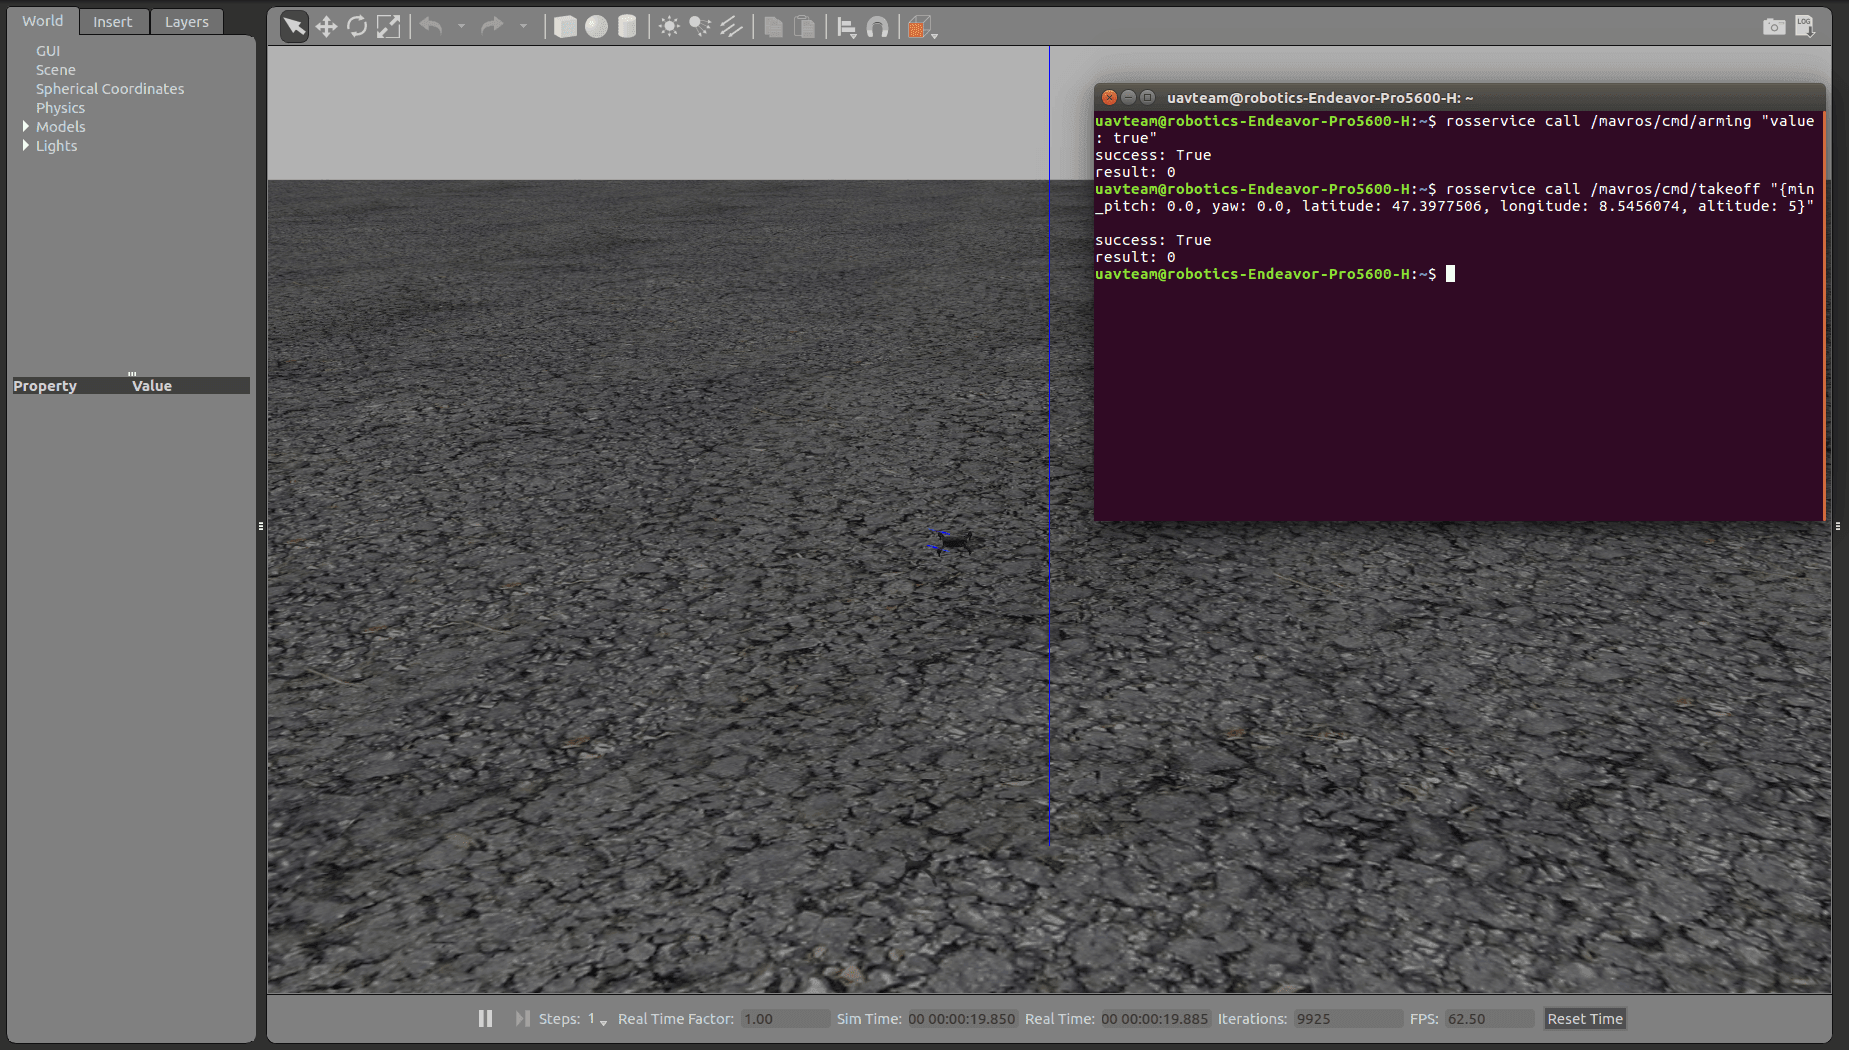 World
Insert
Layers
GUI
Scene
Spherical Coordinates
Physics
Models
Lights
Property
Value
LOG
uavteam@robotics-Endeavor-Pro5600-H: ~
uavteam@robotics-Endeavor-Pro5600-H:~$ rosservice call /mavros/cmd/arming "value
: true"
success: True
result: 0
uavteam@robotics-Endeavor-Pro5600-H:~$ rosservice call /mavros/cmd/takeoff "{min
_pitch: 0.0, yaw: 0.0, latitude: 47.3977506, longitude: 8.5456074, altitude: 5}"
success: True
result: 0
uavteam@robotics-Endeavor-Pro5600-H:~$
Steps: 1 Real Time Factor: 1.00 Sim Time: 00 00:00:19.850 Real Time: 00 00:00:19.885 Iterations: 9925 FPS: 62.50 Reset Time